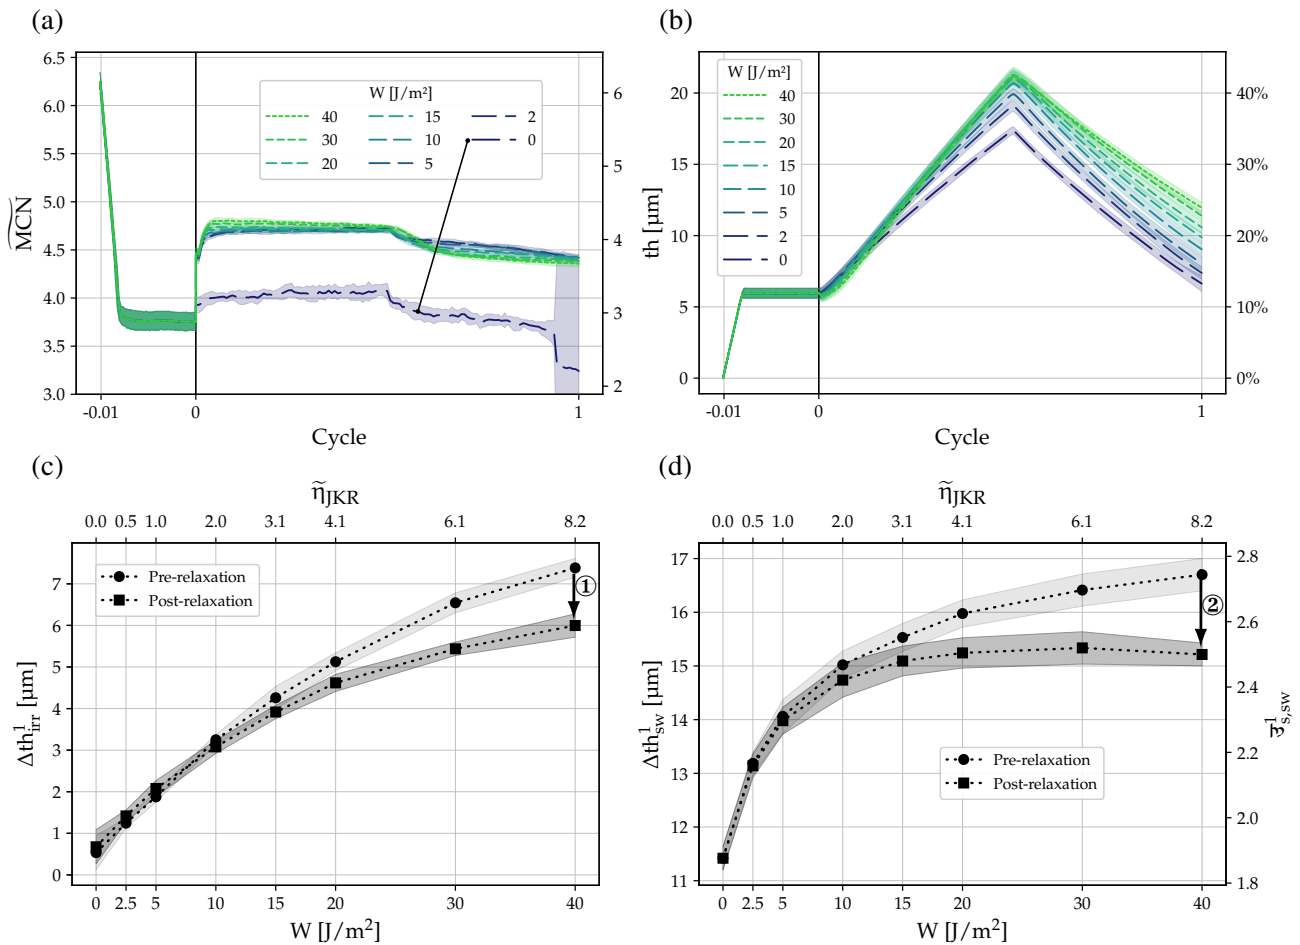 (a)
6.5
6.0
5.5
5.0
4.5
4.0
3.5
3.0
MCN
6
5
4
3
2
W [J/m²]
40
30
20
15
10
5
2
0
-0.01
0
1
Cycle
(b)
20
15
10
5
0
th [μm]
40%
30%
20%
10%
0%
W [J/m²]
40
30
20
15
10
5
2
0
-0.01
0
1
Cycle
(c)
η̃JKR
0.0 0.5 1.0 2.0 3.1 4.1 6.1 8.2
7
6
5
4
3
2
1
0
Δth¹irr [μm]
Pre-relaxation
Post-relaxation
①
0 2.5 5 10 15 20 30 40
W [J/m²]
(d)
η̃JKR
0.0 0.5 1.0 2.0 3.1 4.1 6.1 8.2
17
16
15
14
13
12
11
Δth¹sw [μm]
2.8
2.6
2.4
2.2
2.0
1.8
②
Pre-relaxation
Post-relaxation
0 2.5 5 10 15 20 30 40
W [J/m²]